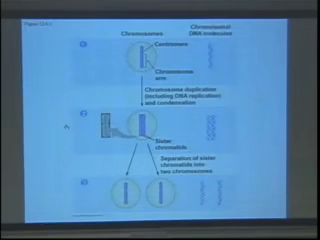 Chromosomes
Chromosomal
DNA molecules
Centromere
Chromosome
arm
Chromosome duplication
(including DNA replication)
and condensation
Sister
chromatids
Separation of sister
chromatids into
two chromosomes